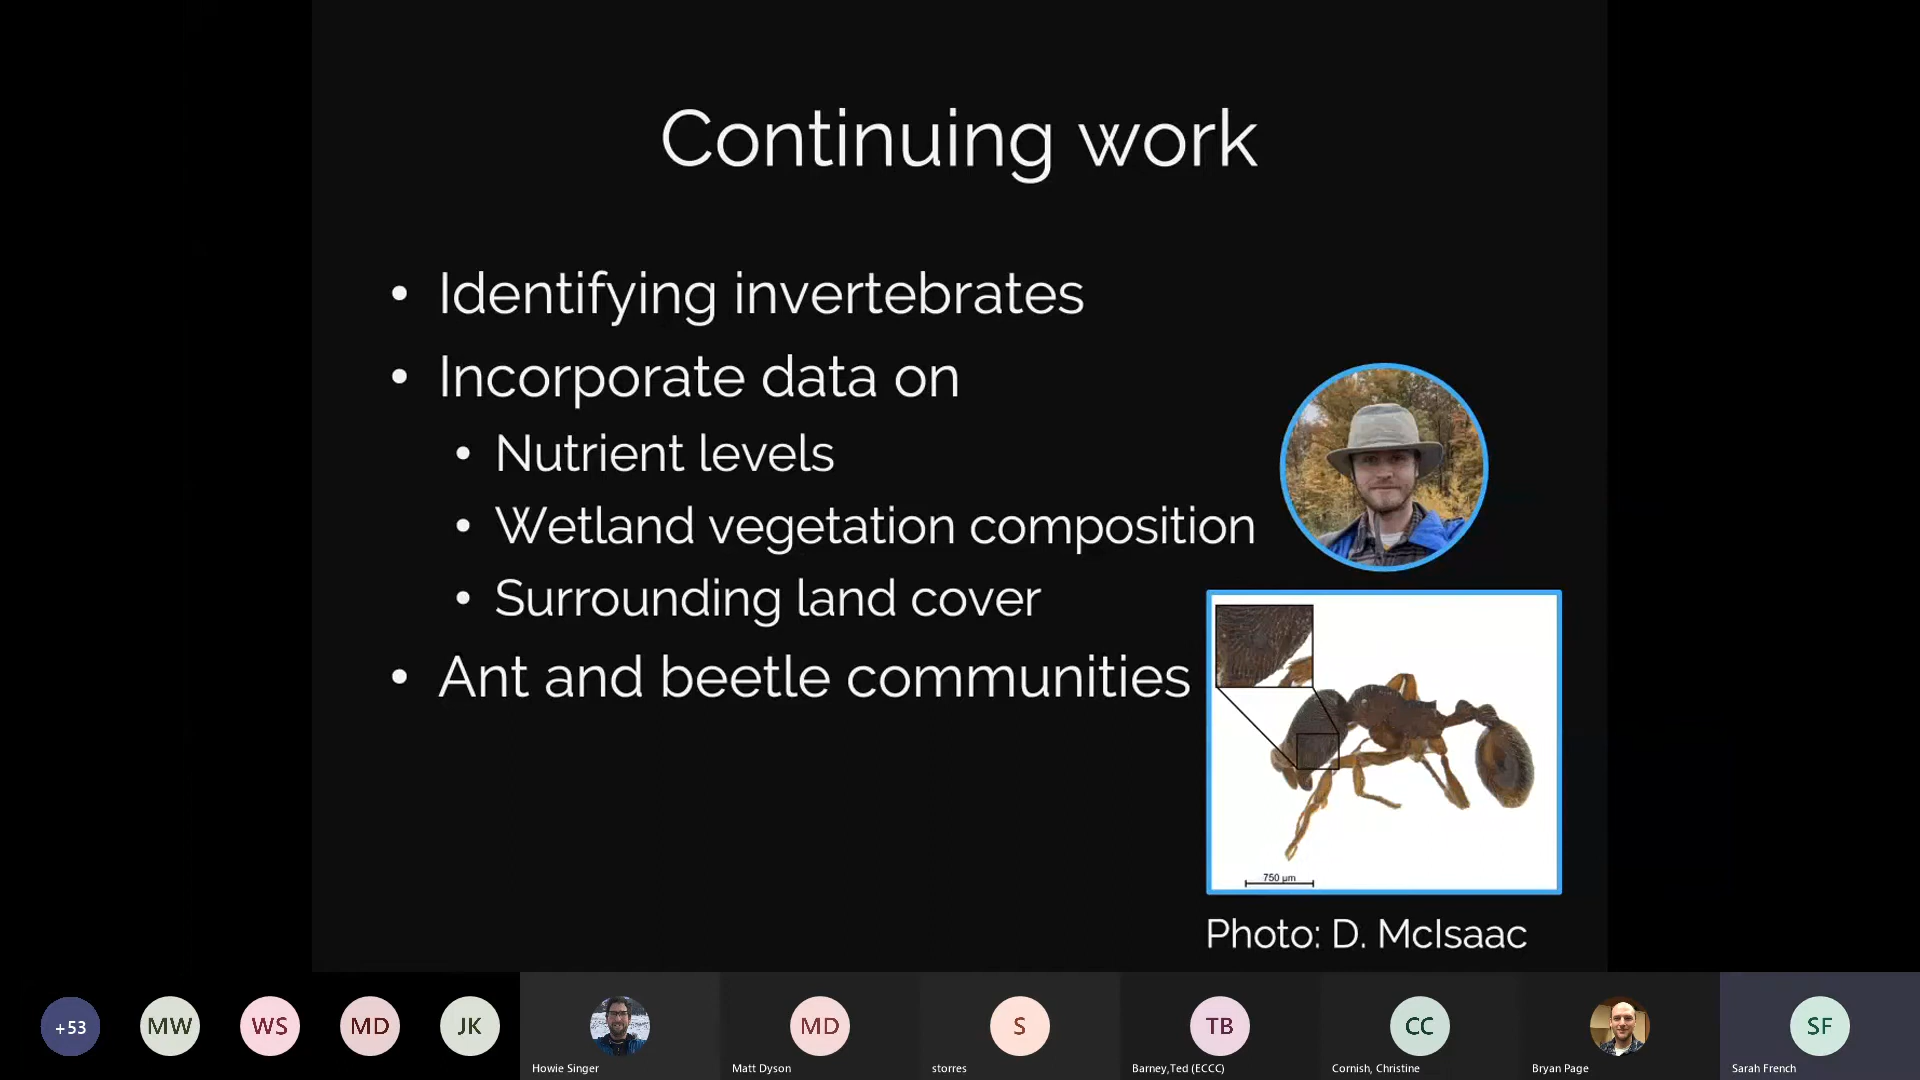 Continuing work
• Identifying invertebrates
• Incorporate data on
• Nutrient levels
• Wetland vegetation composition
• Surrounding land cover
• Ant and beetle communities
750 µm
Photo: D. McIsaac
+53
MW
WS
MD
JK
Howie Singer
MD
Matt Dyson
S
storres
TB
Barney,Ted (ECCC)
CC
Cornish, Christine
Bryan Page
SF
Sarah French